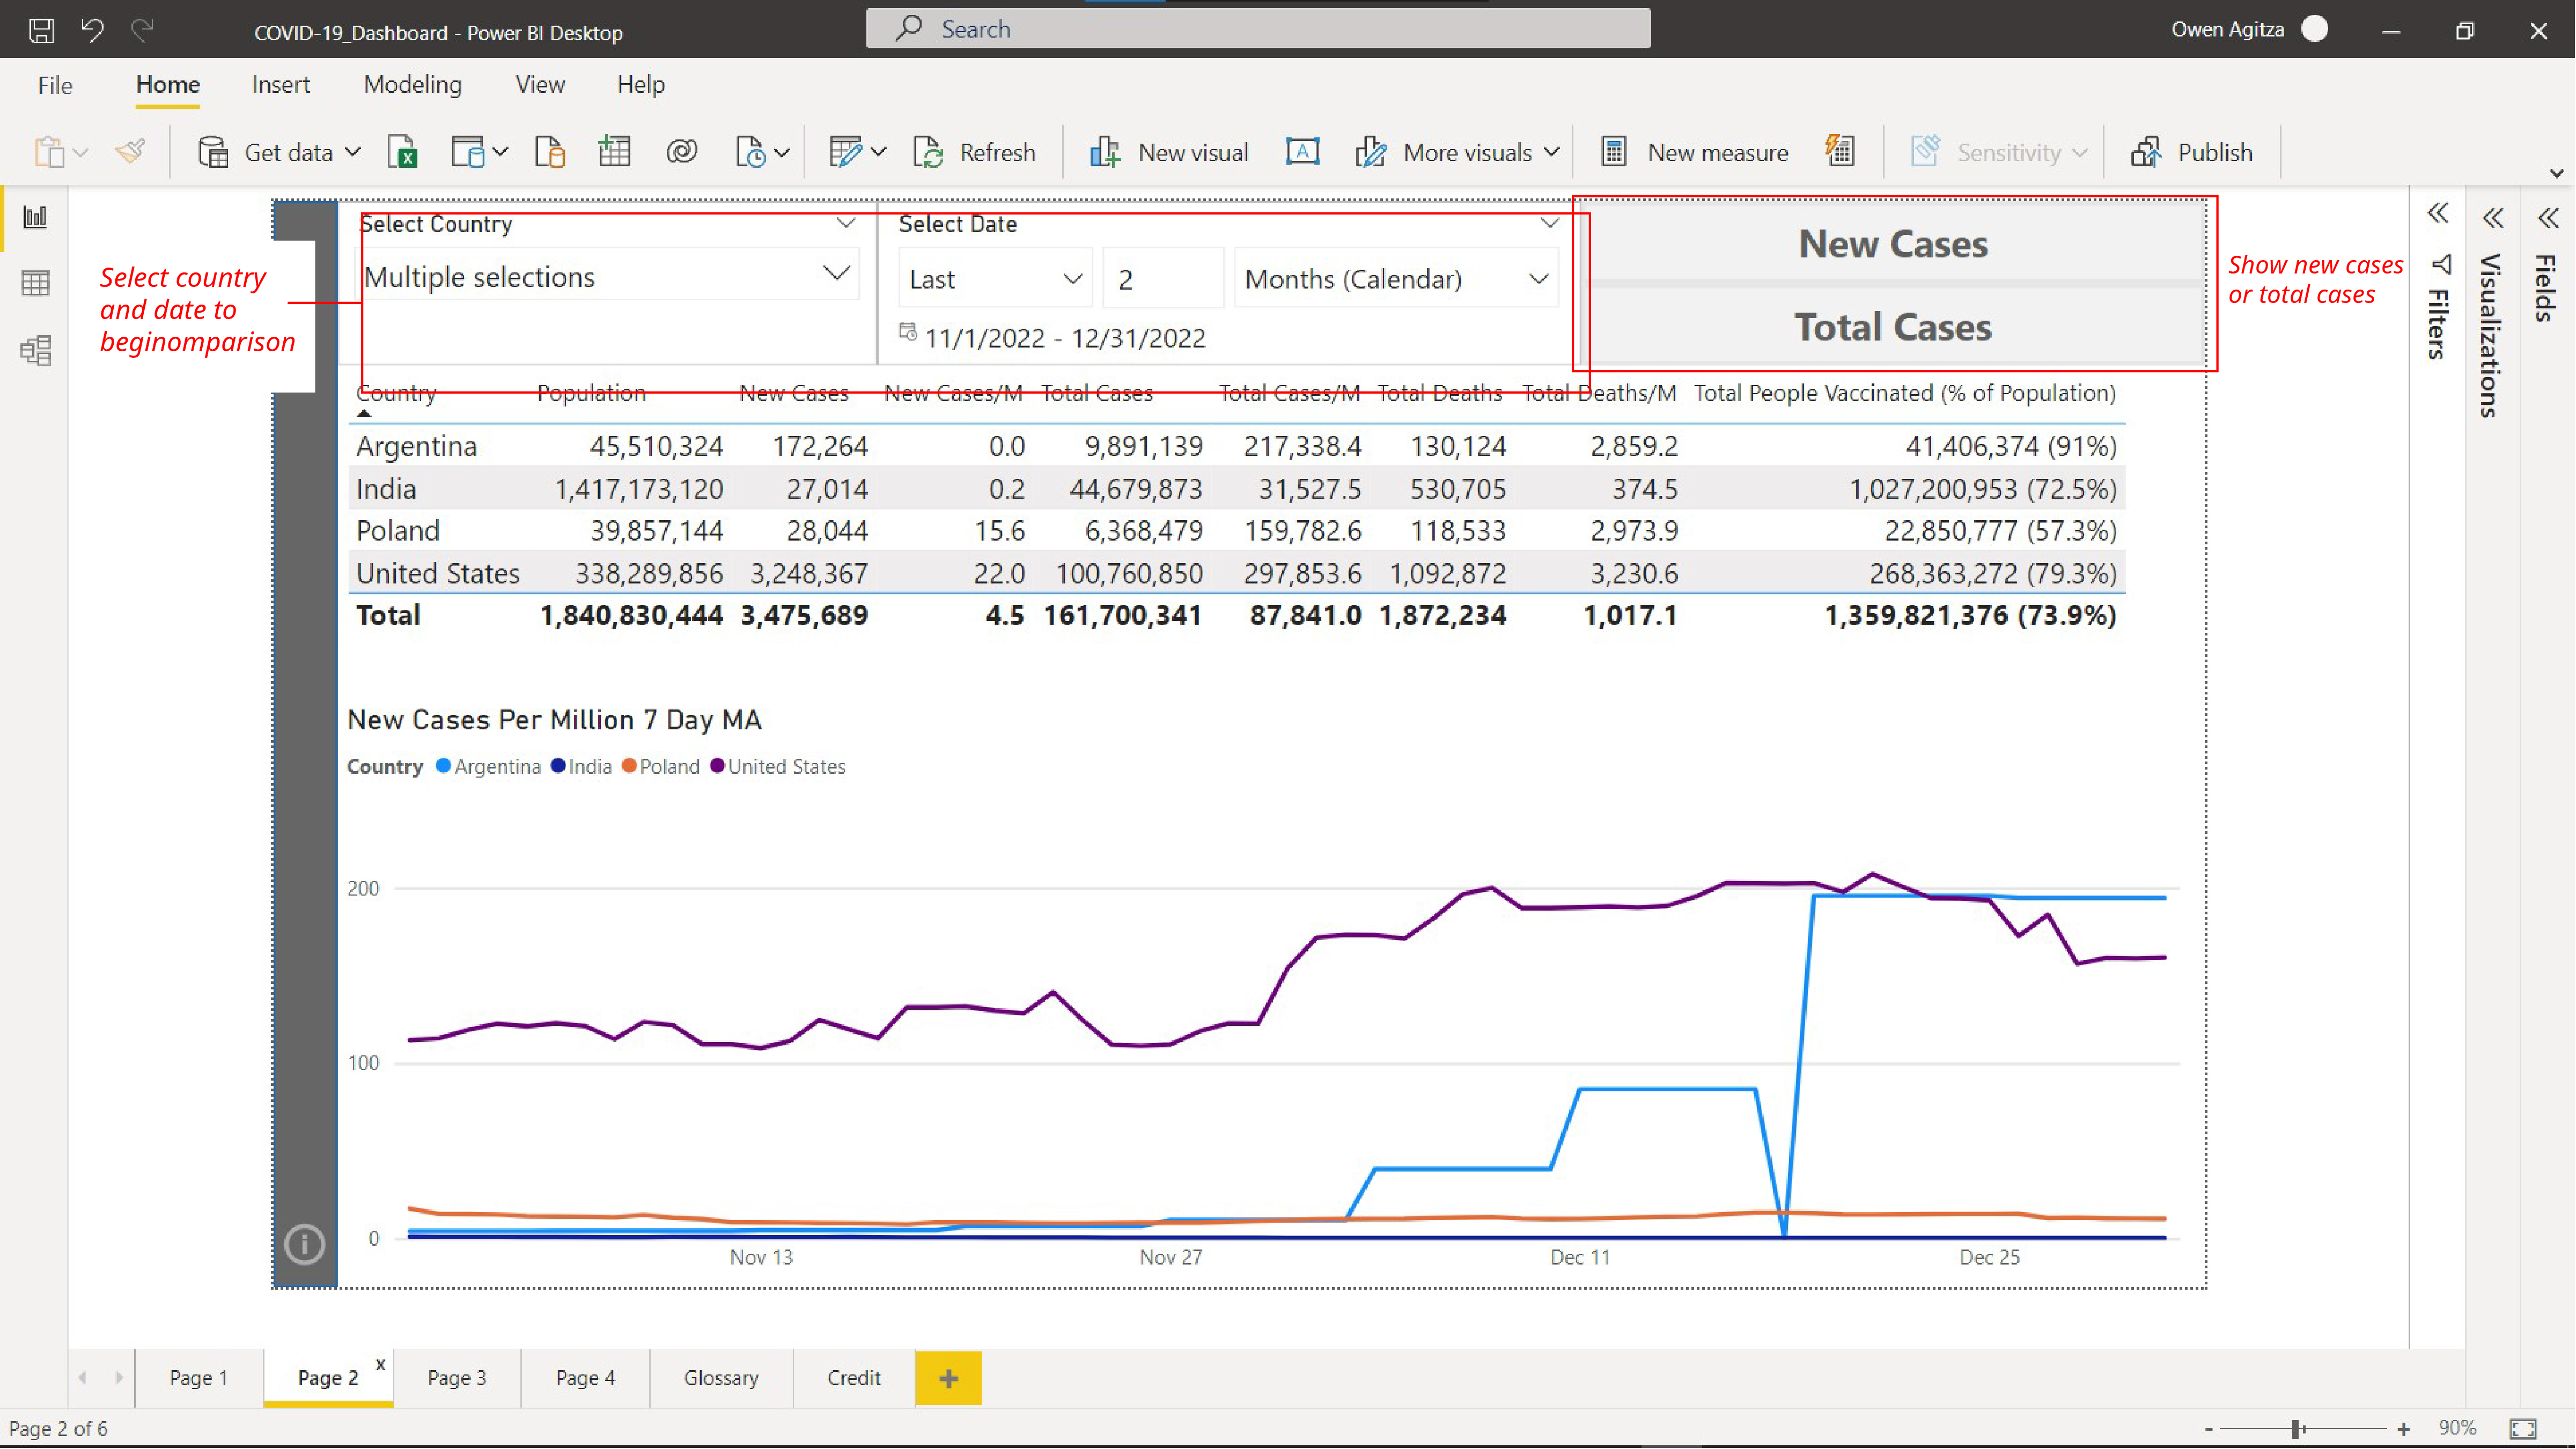 COVID-19_Dashboard - Power BI Desktop
Search
Owen Agitza
File Home Insert Modeling View Help
Get data Refresh New visual More visuals New measure Sensitivity Publish
Select Country
Multiple selections
Select Date
Last 2 Months (Calendar)
11/1/2022 - 12/31/2022
New Cases
Total Cases
Select country
and date to
beginomparison
Show new cases
or total cases
Filters
Visualizations
Fields
Country Population New Cases New Cases/M Total Cases Total Cases/M Total Deaths Total Deaths/M Total People Vaccinated (% of Population)
Argentina 45,510,324 172,264 0.0 9,891,139 217,338.4 130,124 2,859.2 41,406,374 (91%)
India 1,417,173,120 27,014 0.2 44,679,873 31,527.5 530,705 374.5 1,027,200,953 (72.5%)
Poland 39,857,144 28,044 15.6 6,368,479 159,782.6 118,533 2,973.9 22,850,777 (57.3%)
United States 338,289,856 3,248,367 22.0 100,760,850 297,853.6 1,092,872 3,230.6 268,363,272 (79.3%)
Total 1,840,830,444 3,475,689 4.5 161,700,341 87,841.0 1,872,234 1,017.1 1,359,821,376 (73.9%)
New Cases Per Million 7 Day MA
Country Argentina India Poland United States
200
100
0
Nov 13 Nov 27 Dec 11 Dec 25
Page 1 Page 2 x Page 3 Page 4 Glossary Credit +
Page 2 of 6
- + 90%